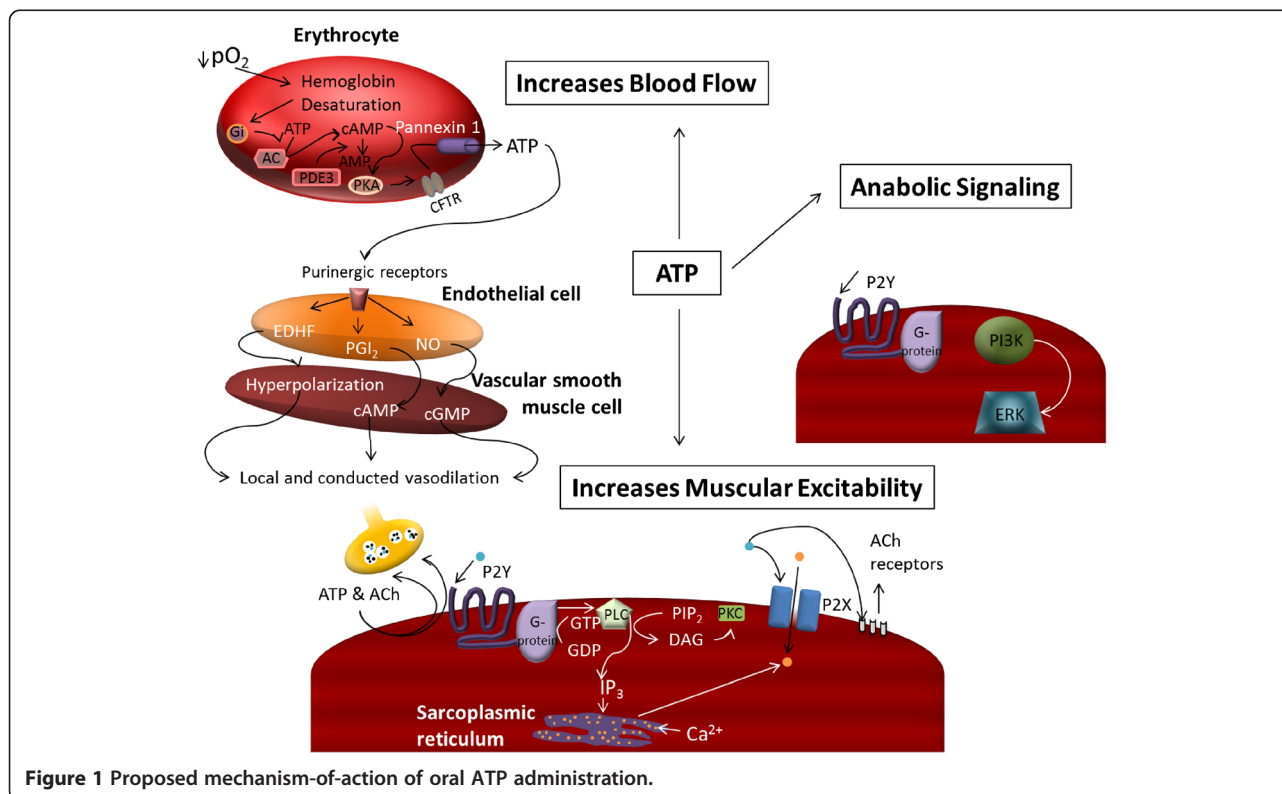 Erythrocyte
↓pO₂
Hemoglobin
Desaturation
Gi
ATP
cAMP
Pannexin 1
AC
AMP
PDE3
PKA
CFTR
ATP
Increases Blood Flow
Anabolic Signaling
ATP
Purinergic receptors
Endothelial cell
EDHF
PGI₂
NO
Vascular smooth
muscle cell
Hyperpolarization
cAMP
cGMP
Local and conducted vasodilation
P2Y
G-
protein
PI3K
ERK
Increases Muscular Excitability
ATP & ACh
P2Y
G-
protein
GTP
GDP
PLC
PIP₂
DAG
PKC
IP₃
P2X
ACh
receptors
Sarcoplasmic
reticulum
Ca²⁺
Figure 1 Proposed mechanism-of-action of oral ATP administration.